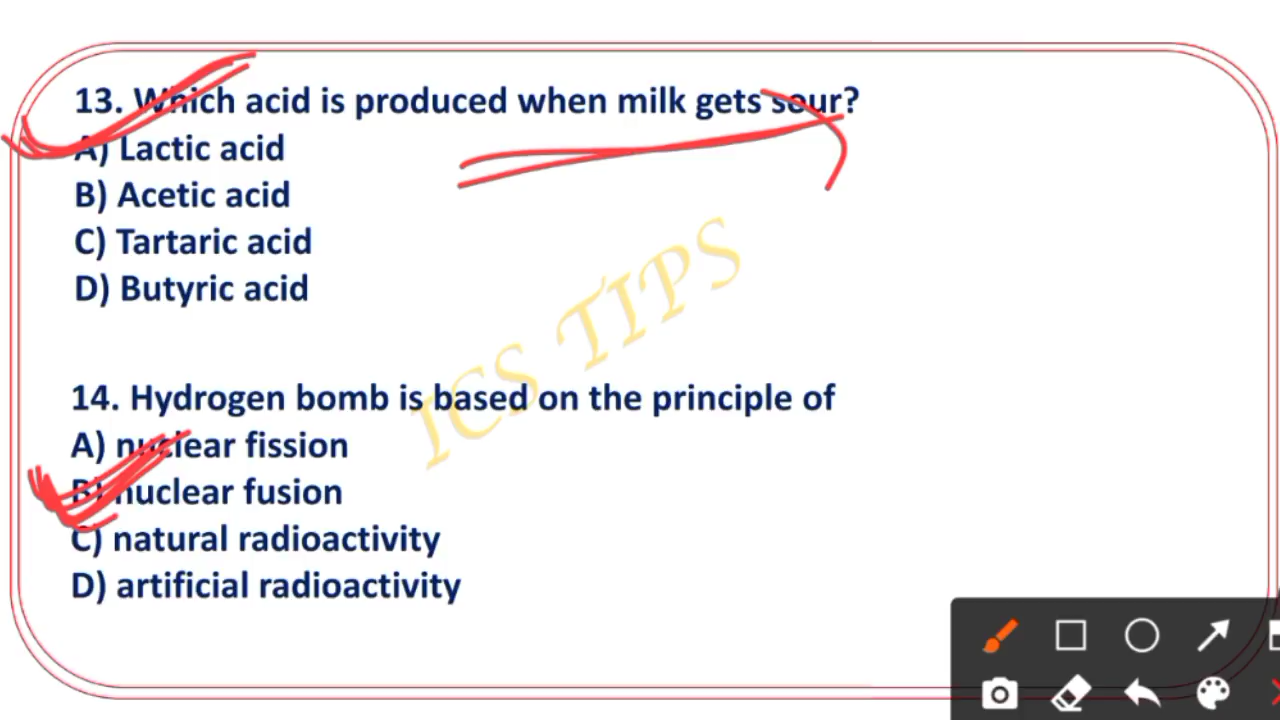 13. Which acid is produced when milk gets sour?
A) Lactic acid
B) Acetic acid
C) Tartaric acid
D) Butyric acid
ICS TIPS
14. Hydrogen bomb is based on the principle of
A) nuclear fission
B) nuclear fusion
C) natural radioactivity
D) artificial radioactivity